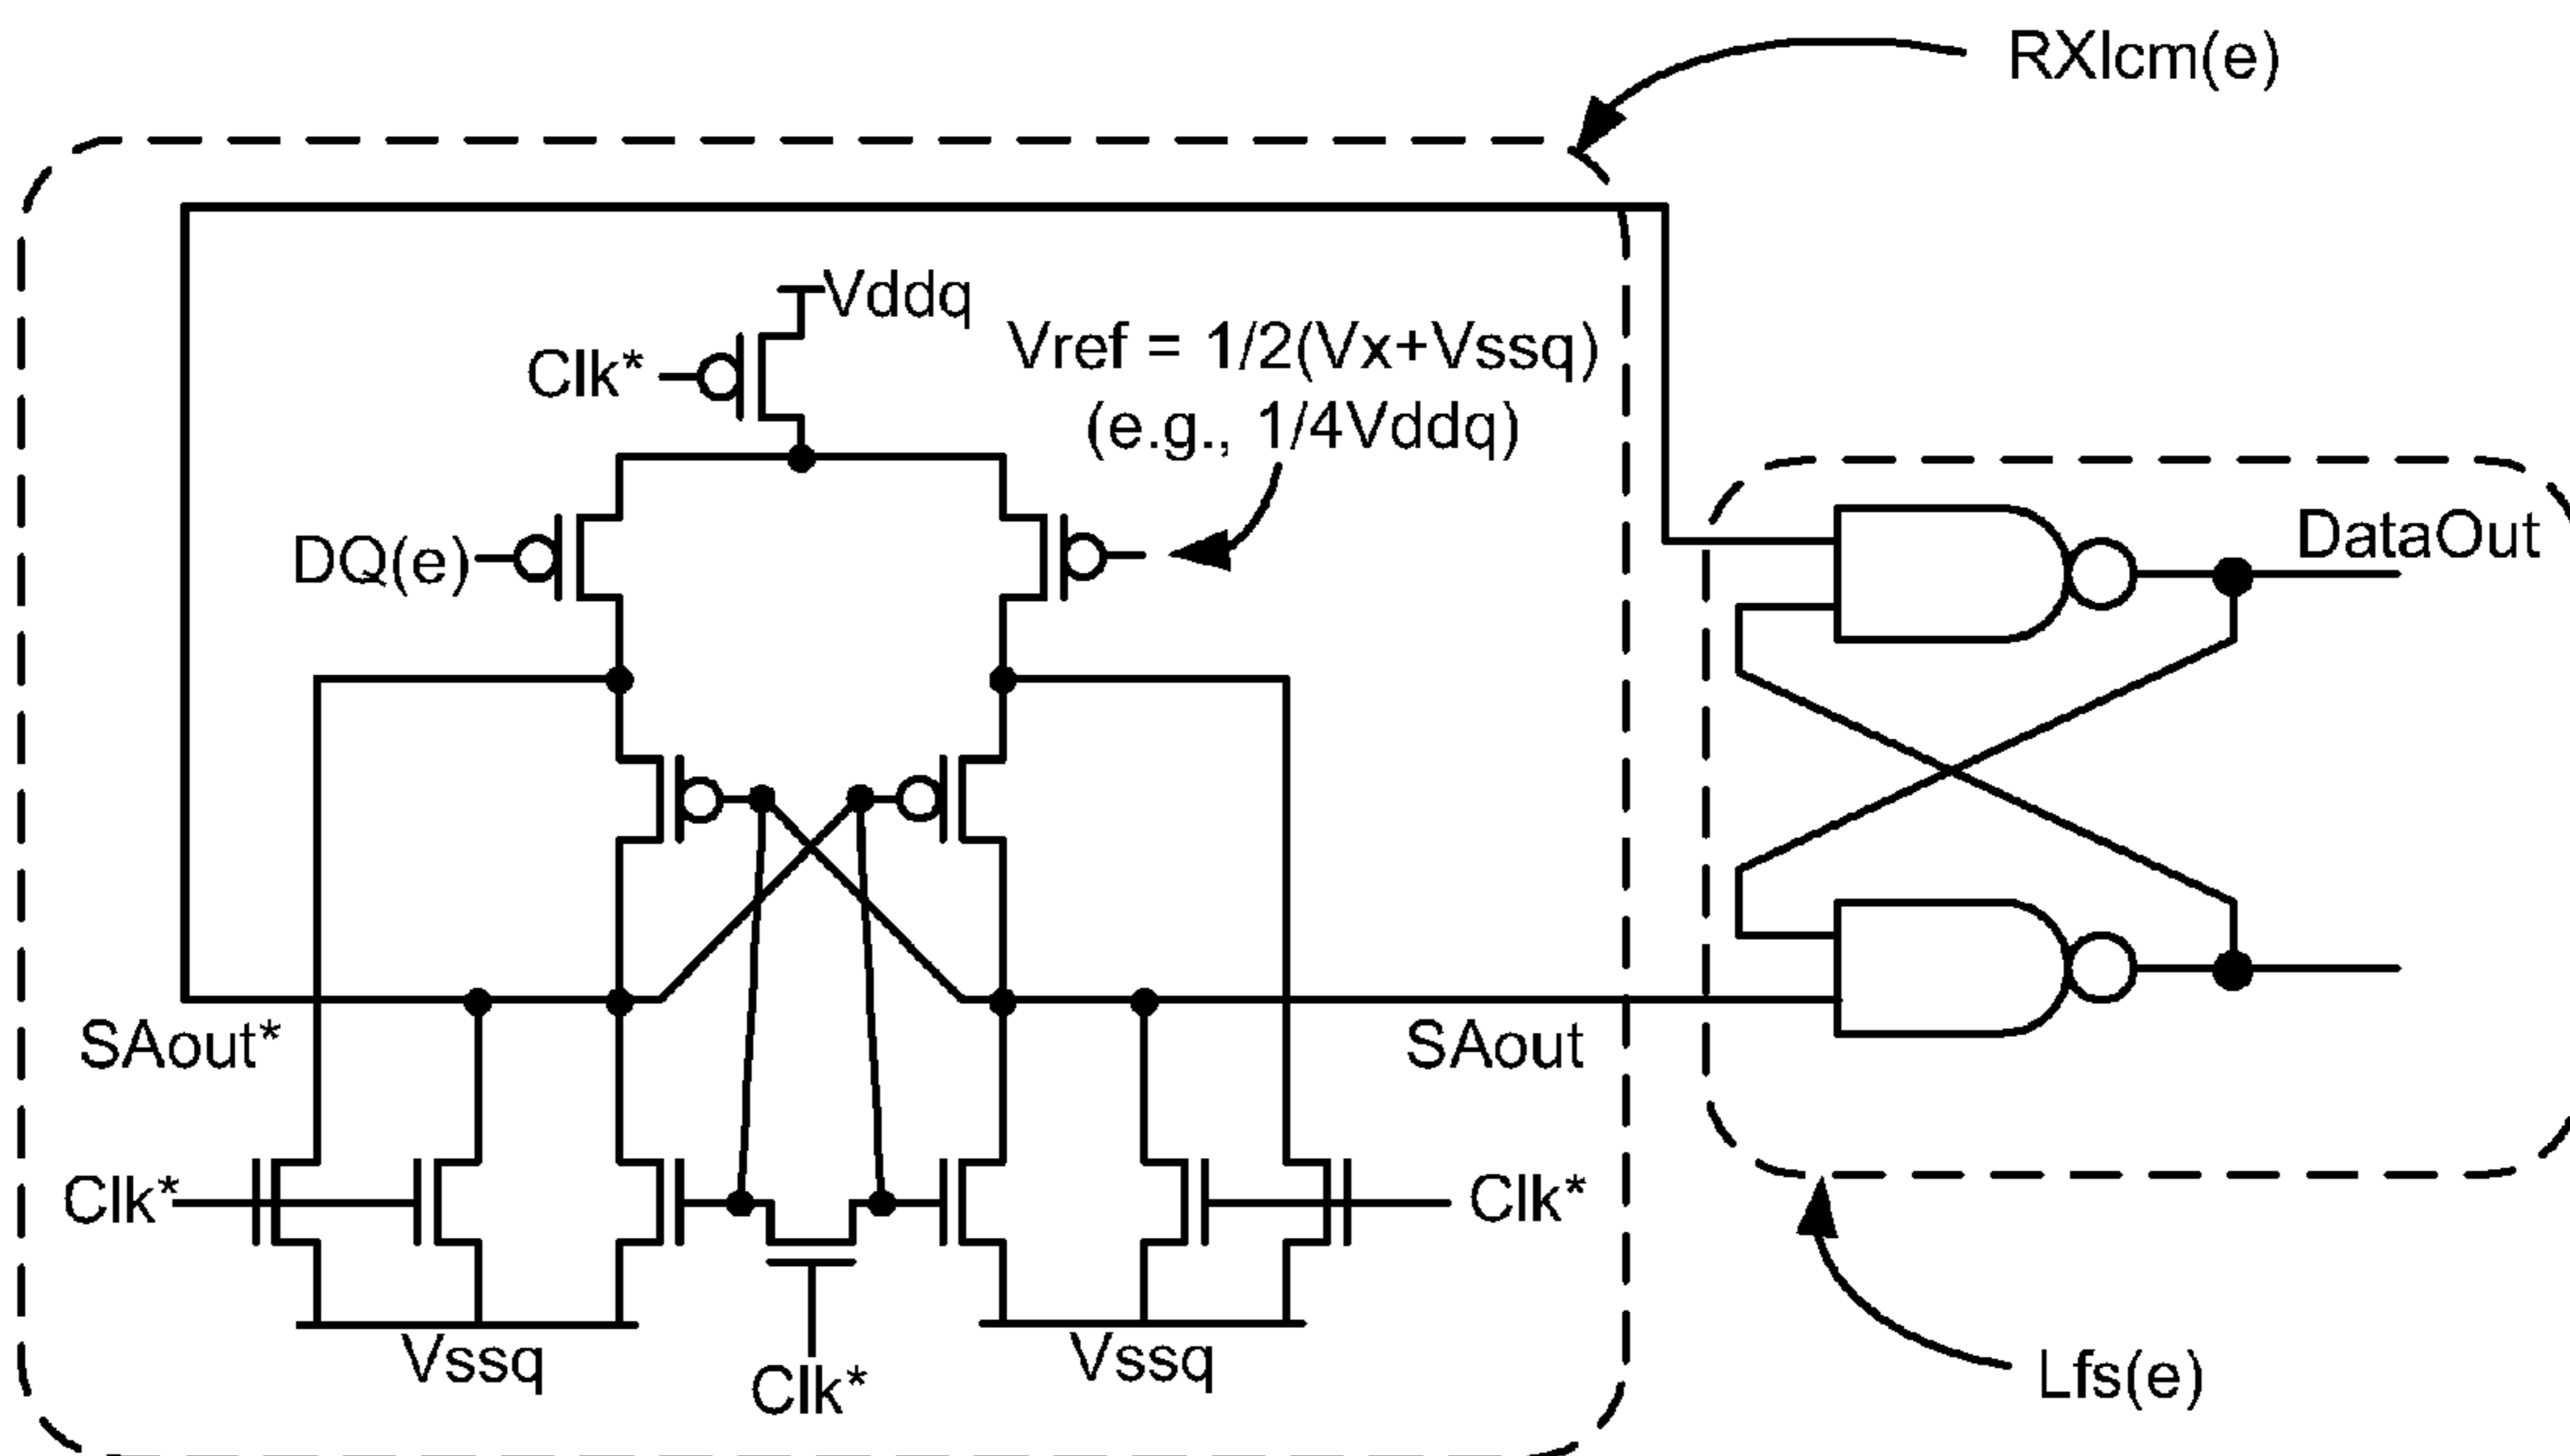 RXlcm(e)
Vddq
Clk*
Vref = 1/2(Vx+Vssq)
(e.g., 1/4Vddq)
DQ(e)
DataOut
SAout*
SAout
Clk*
Clk*
Vssq
Vssq
Clk*
Lfs(e)